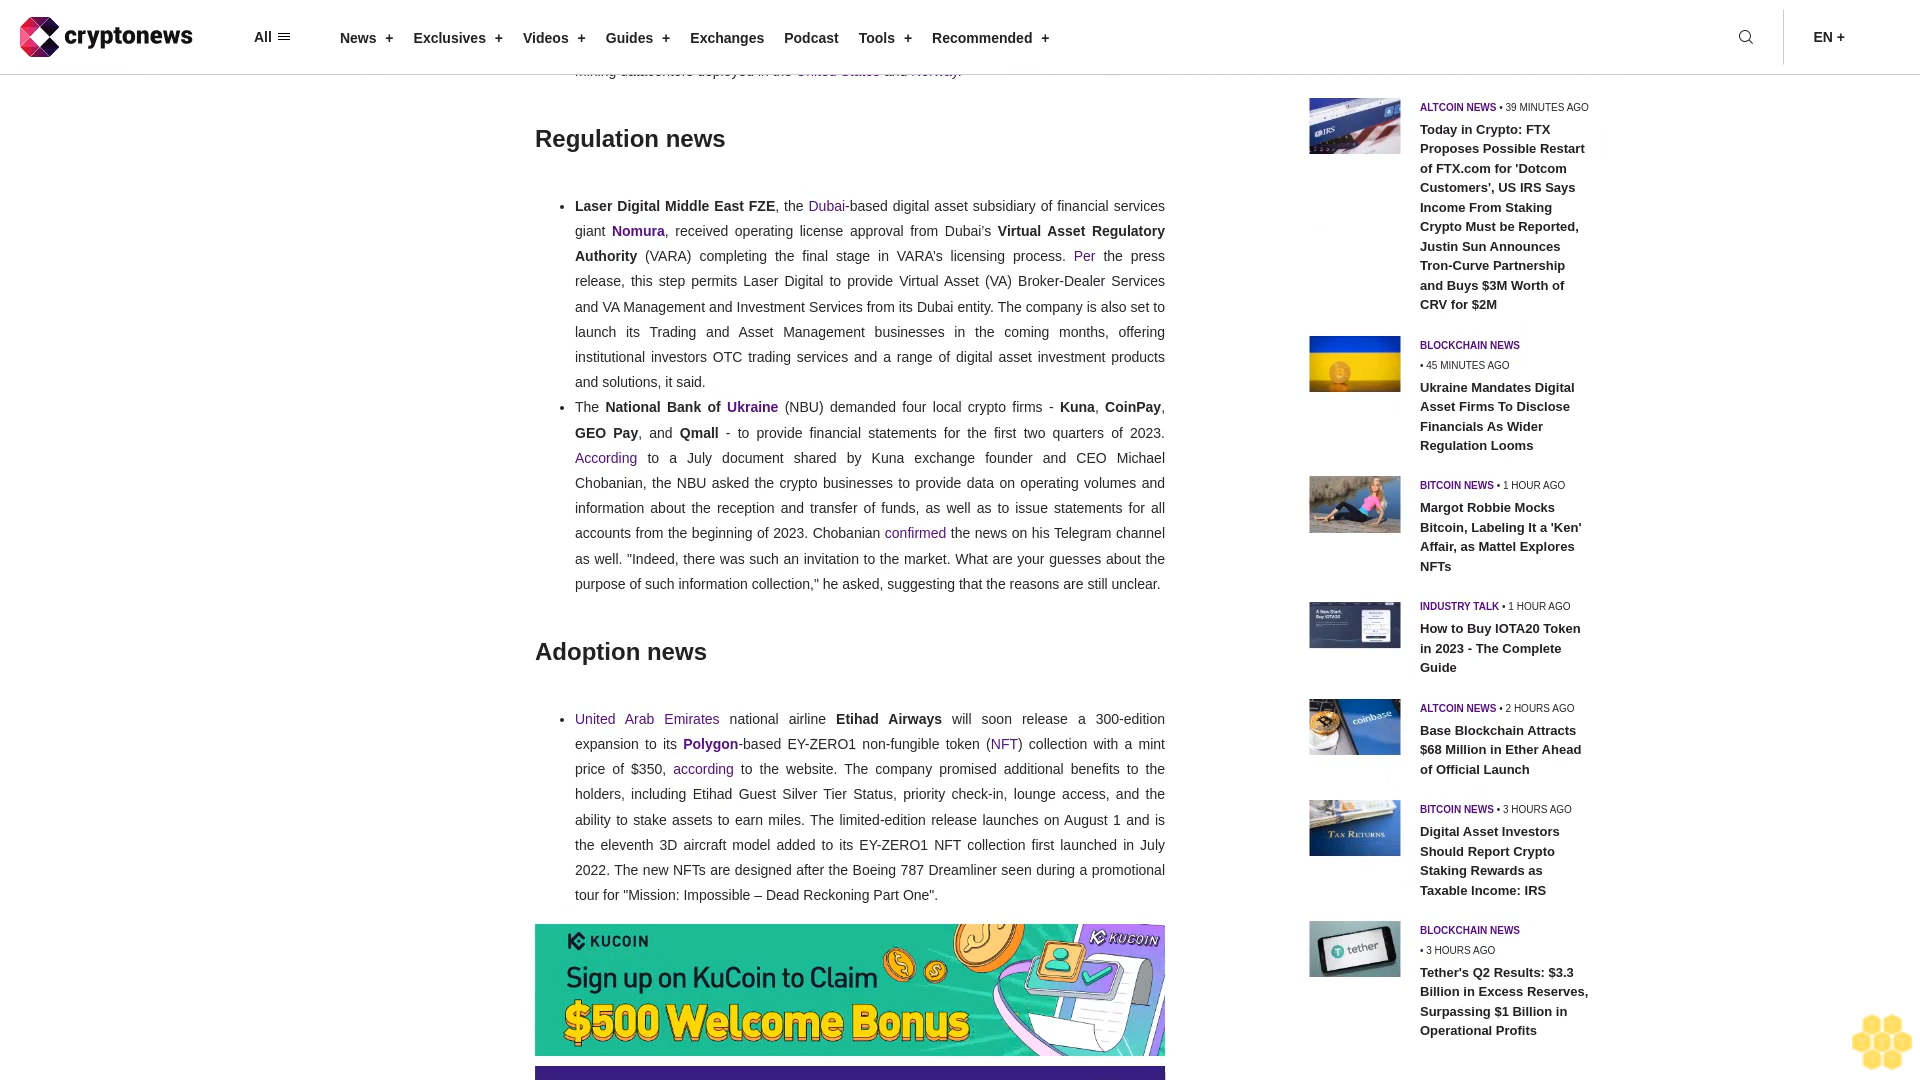 cryptonews
All
News +
Exclusives +
Videos +
Guides +
Exchanges
Podcast
Tools +
Recommended +
EN +
Regulation news
• Laser Digital Middle East FZE, the Dubai-based digital asset subsidiary of financial services
giant Nomura, received operating license approval from Dubai’s Virtual Asset Regulatory
Authority (VARA) completing the final stage in VARA’s licensing process. Per the press
release, this step permits Laser Digital to provide Virtual Asset (VA) Broker-Dealer Services
and VA Management and Investment Services from its Dubai entity. The company is also set to
launch its Trading and Asset Management businesses in the coming months, offering
institutional investors OTC trading services and a range of digital asset investment products
and solutions, it said.
• The National Bank of Ukraine (NBU) demanded four local crypto firms - Kuna, CoinPay,
GEO Pay, and Qmall - to provide financial statements for the first two quarters of 2023.
According to a July document shared by Kuna exchange founder and CEO Michael
Chobanian, the NBU asked the crypto businesses to provide data on operating volumes and
information about the reception and transfer of funds, as well as to issue statements for all
accounts from the beginning of 2023. Chobanian confirmed the news on his Telegram channel
as well. "Indeed, there was such an invitation to the market. What are your guesses about the
purpose of such information collection," he asked, suggesting that the reasons are still unclear.
Adoption news
• United Arab Emirates national airline Etihad Airways will soon release a 300-edition
expansion to its Polygon-based EY-ZERO1 non-fungible token (NFT) collection with a mint
price of $350, according to the website. The company promised additional benefits to the
holders, including Etihad Guest Silver Tier Status, priority check-in, lounge access, and the
ability to stake assets to earn miles. The limited-edition release launches on August 1 and is
the eleventh 3D aircraft model added to its EY-ZERO1 NFT collection first launched in July
2022. The new NFTs are designed after the Boeing 787 Dreamliner seen during a promotional
tour for "Mission: Impossible – Dead Reckoning Part One".
KUCOIN
KUCOIN
Sign up on KuCoin to Claim
$500 Welcome Bonus
IRS
ALTCOIN NEWS • 39 MINUTES AGO
Today in Crypto: FTX
Proposes Possible Restart
of FTX.com for 'Dotcom
Customers', US IRS Says
Income From Staking
Crypto Must be Reported,
Justin Sun Announces
Tron-Curve Partnership
and Buys $3M Worth of
CRV for $2M
BLOCKCHAIN NEWS
• 45 MINUTES AGO
Ukraine Mandates Digital
Asset Firms To Disclose
Financials As Wider
Regulation Looms
BITCOIN NEWS • 1 HOUR AGO
Margot Robbie Mocks
Bitcoin, Labeling It a 'Ken'
Affair, as Mattel Explores
NFTs
A New Start,
Buy IOTA20
INDUSTRY TALK • 1 HOUR AGO
How to Buy IOTA20 Token
in 2023 - The Complete
Guide
coinbase
ALTCOIN NEWS • 2 HOURS AGO
Base Blockchain Attracts
$68 Million in Ether Ahead
of Official Launch
TAX RETURNS
BITCOIN NEWS • 3 HOURS AGO
Digital Asset Investors
Should Report Crypto
Staking Rewards as
Taxable Income: IRS
tether
BLOCKCHAIN NEWS
• 3 HOURS AGO
Tether's Q2 Results: $3.3
Billion in Excess Reserves,
Surpassing $1 Billion in
Operational Profits